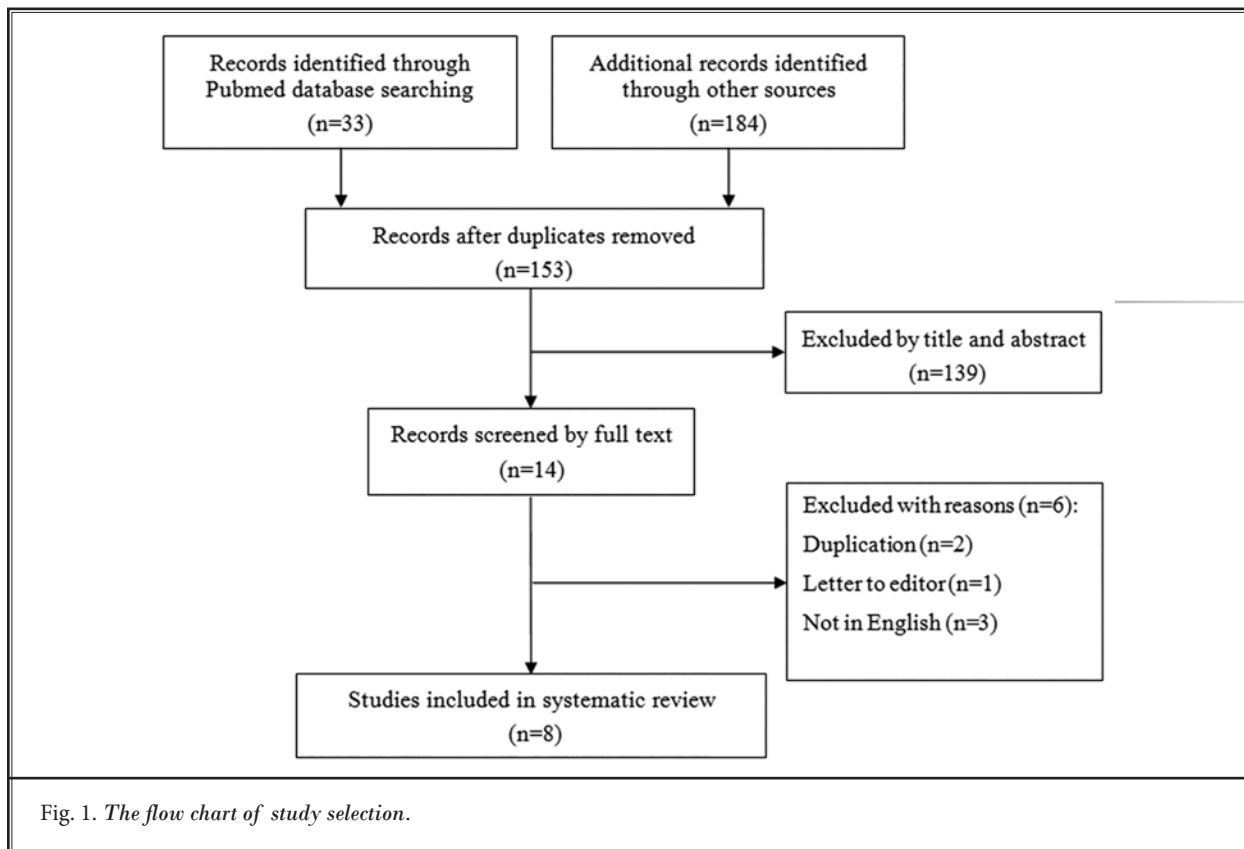 Records identified through
Pubmed database searching
(n=33)
Additional records identified
through other sources
(n=184)
Records after duplicates removed
(n=153)
Excluded by title and abstract
(n=139)
Records screened by full text
(n=14)
Excluded with reasons (n=6):
Duplication (n=2)
Letter to editor (n=1)
Not in English (n=3)
Studies included in systematic review
(n=8)
Fig. 1. The flow chart of study selection.